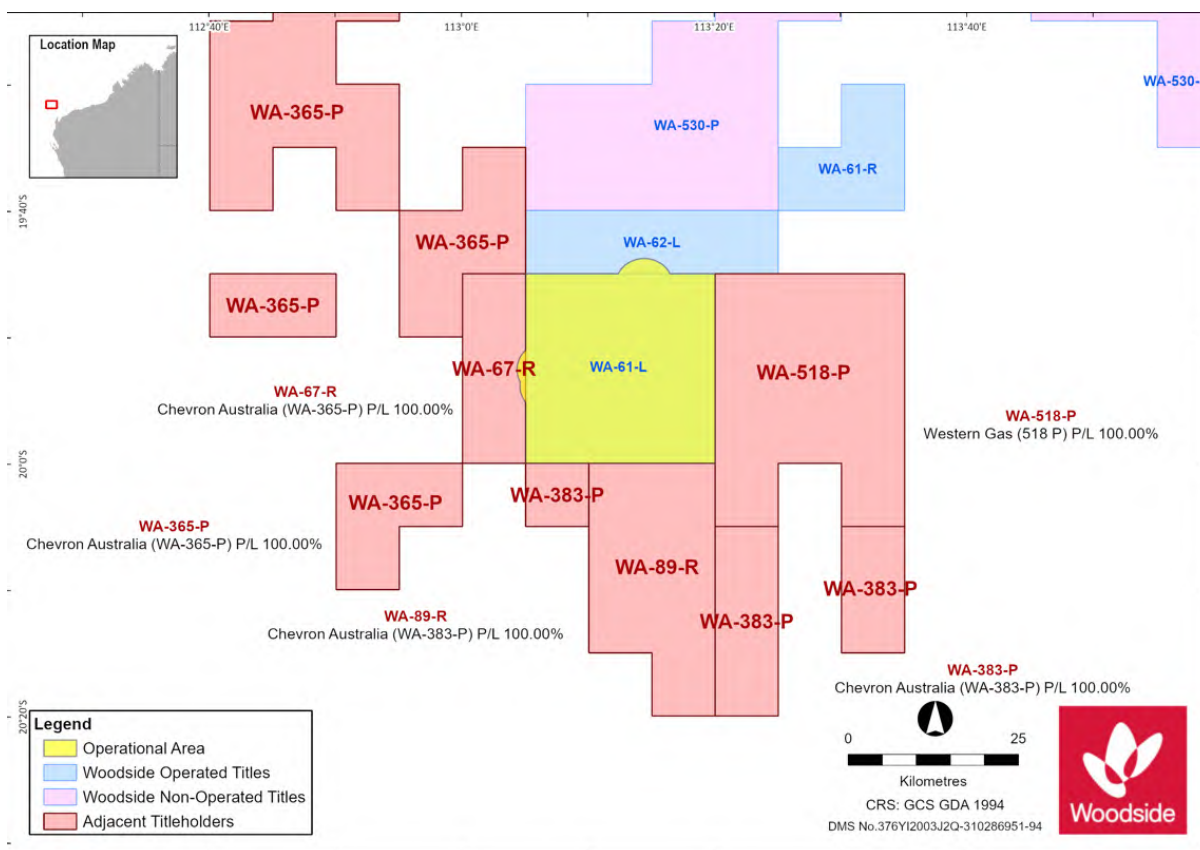 112°40'E
113°0'E
113°20'E
113°40'E
Location Map
WA-365-P
WA-530-P
WA-530-
WA-61-R
19°40'S
WA-365-P
WA-62-L
WA-365-P
WA-67-R
WA-61-L
WA-518-P
WA-67-R
Chevron Australia (WA-365-P) P/L 100.00%
WA-518-P
Western Gas (518 P) P/L 100.00%
20°0'S
WA-365-P
WA-383-P
WA-365-P
Chevron Australia (WA-365-P) P/L 100.00%
WA-89-R
WA-383-P
WA-383-P
WA-89-R
Chevron Australia (WA-383-P) P/L 100.00%
WA-383-P
Chevron Australia (WA-383-P) P/L 100.00%
20°20'S
Legend
Operational Area
Woodside Operated Titles
Woodside Non-Operated Titles
Adjacent Titleholders
0 25
Kilometres
CRS: GCS GDA 1994
DMS No.376YI2003J2Q-310286951-94
Woodside